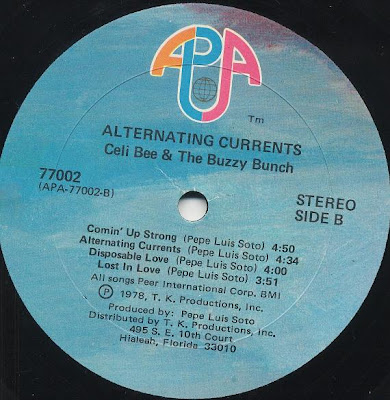 APA
Tm
ALTERNATING CURRENTS
Celi Bee & The Buzzy Bunch
77002
(APA-77002-B)
STEREO
SIDE B
Comin' Up Strong (Pepe Luis Soto) 4:50
Alternating Currents (Pepe Luis Soto) 4:34
Disposable Love (Pepe Luis Soto) 4:00
Lost In Love (Pepe Luis Soto) 3:51
All songs Peer International Corp. BMI
Ⓟ 1978, T. K. Productions, Inc.
Produced by: Pepe Luis Soto
Distributed by T. K. Productions, Inc.
495 S. E. 10th Court
Hialeah, Florida 33010